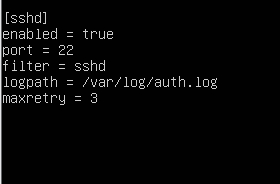 [sshd]
enabled = true
port = 22
filter = sshd
logpath = /var/log/auth.log
maxretry = 3